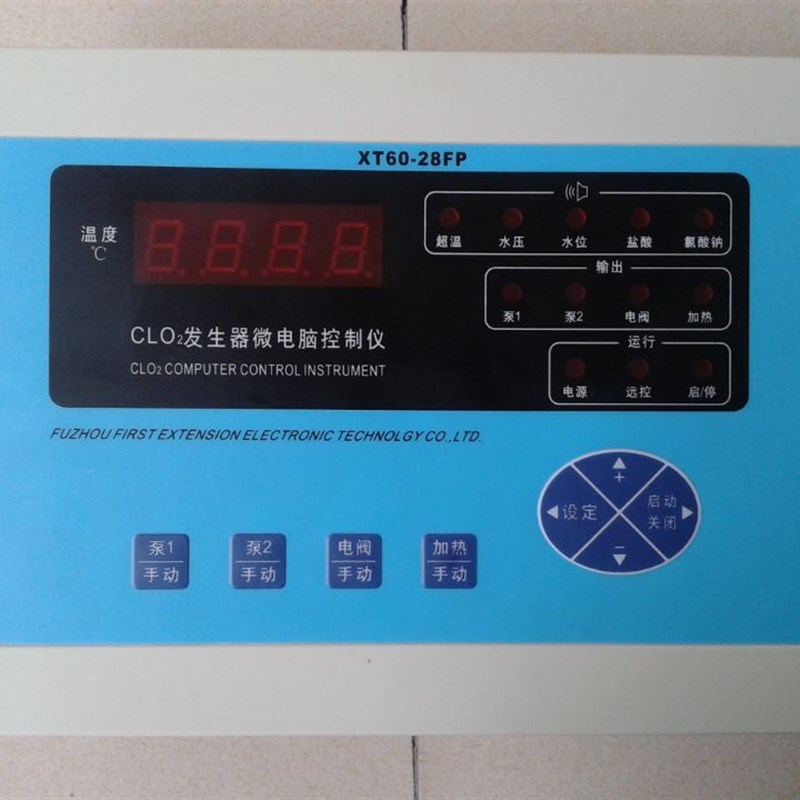 XT60-28FP
温度
℃
超温 水压 水位 盐酸 氯酸钠
输出
泵1 泵2 电阀 加热
运行
电源 远控 启/停
CLO₂发生器微电脑控制仪
CLO₂ COMPUTER CONTROL INSTRUMENT
FUZHOU FIRST EXTENSION ELECTRONIC TECHNOLGY CO.,LTD.
+
设定
启动
关闭
−
泵1 泵2 电阀 加热
手动 手动 手动 手动